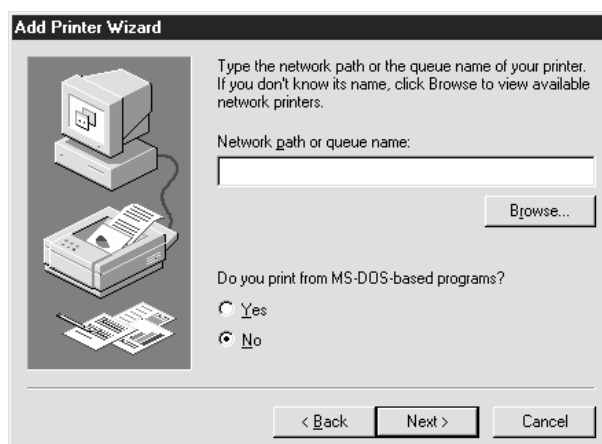 Add Printer Wizard
Type the network path or the queue name of your printer.
If you don't know its name, click Browse to view available
network printers.
Network path or queue name:
Browse...
Do you print from MS-DOS-based programs?
Yes
No
< Back
Next >
Cancel